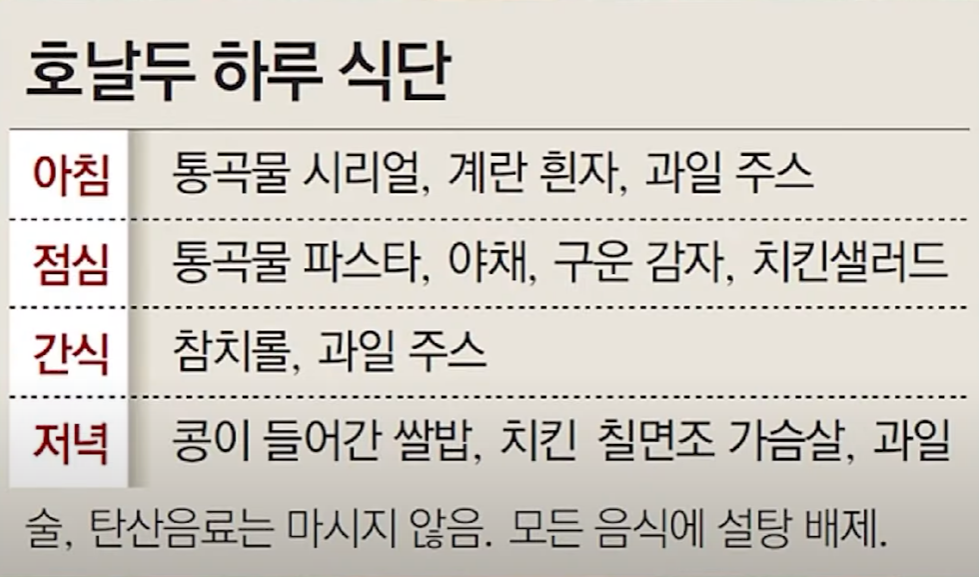 호날두 하루 식단
아침 통곡물 시리얼, 계란 흰자, 과일 주스
점심 통곡물 파스타, 야채, 구운 감자, 치킨샐러드
간식 참치롤, 과일 주스
저녁 콩이 들어간 쌀밥, 치킨 칠면조 가슴살, 과일
술, 탄산음료는 마시지 않음. 모든 음식에 설탕 배제.